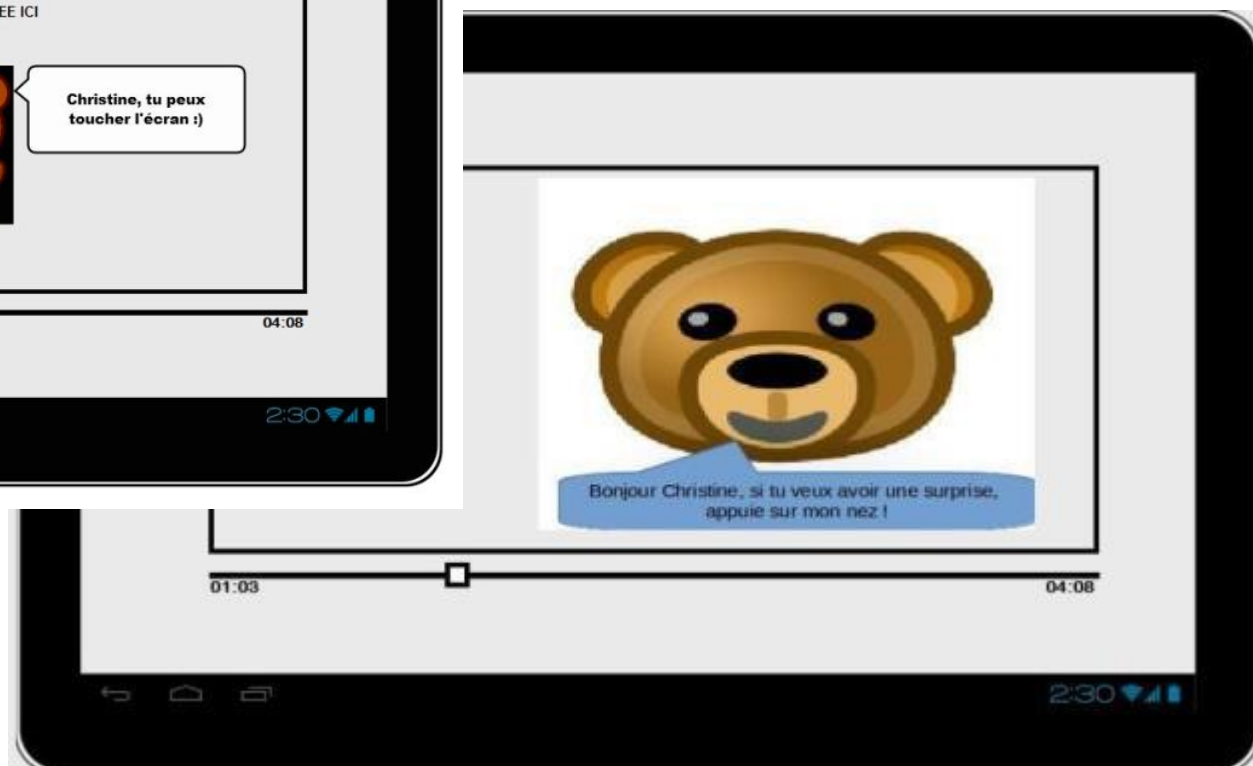 EE ICI
Christine, tu peux
toucher l'écran :)
04:08
2:30
Bonjour Christine, si tu veux avoir une surprise,
appuie sur mon nez !
01:03
04:08
2:30